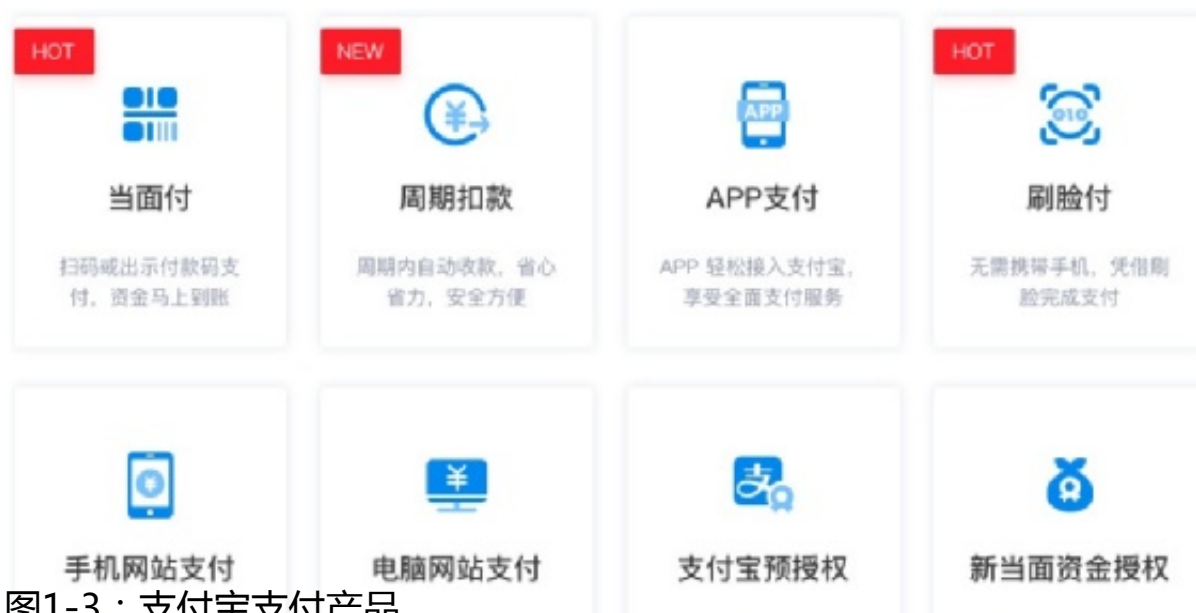 HOT
NEW
HOT
APP
010
当面付
周期扣款
APP支付
刷脸付
扫码或出示付款码支
付，资金马上到账
周期内自动收款，省心
省力，安全方便
APP 轻松接入支付宝，
享受全面支付服务
无需携带手机，凭借刷
脸完成支付
支
手机网站支付
电脑网站支付
支付宝预授权
新当面资金授权
图1-3：支付宝支付产品